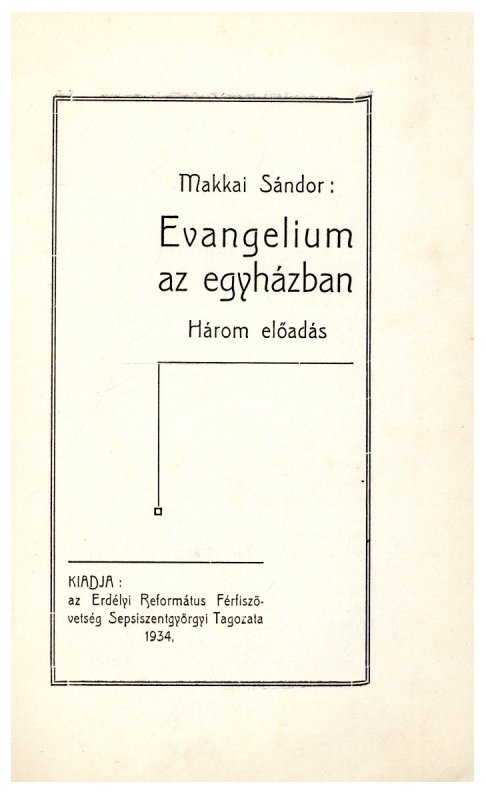 Makkai Sándor:
Evangelium
az egyházban
Három előadás
KIADJA:
az Erdélyi Református Férfiszö-
vetség Sepsiszentgyörgyi Tagozata
1934.